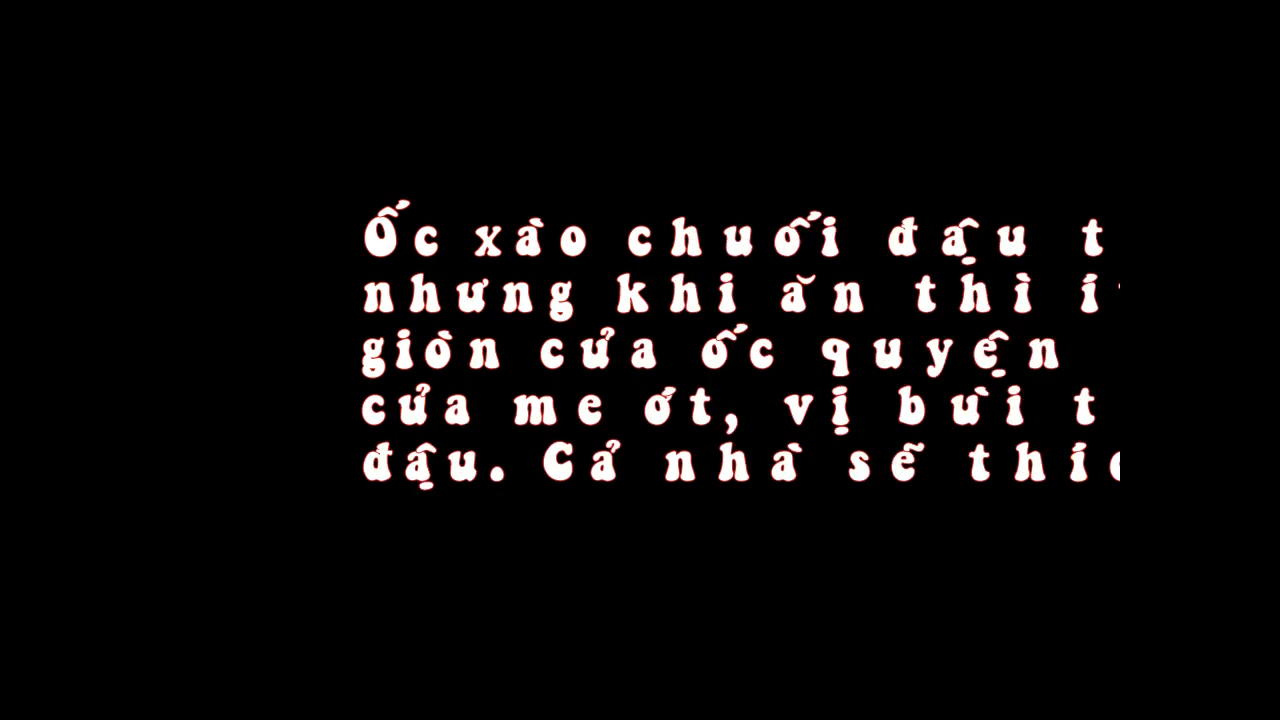 Ốc xào chuối đậu
nhưng khi ăn thì
giòn của ốc quyện
của me ớt, vị bùi
đậu. Cả nhà sẽ